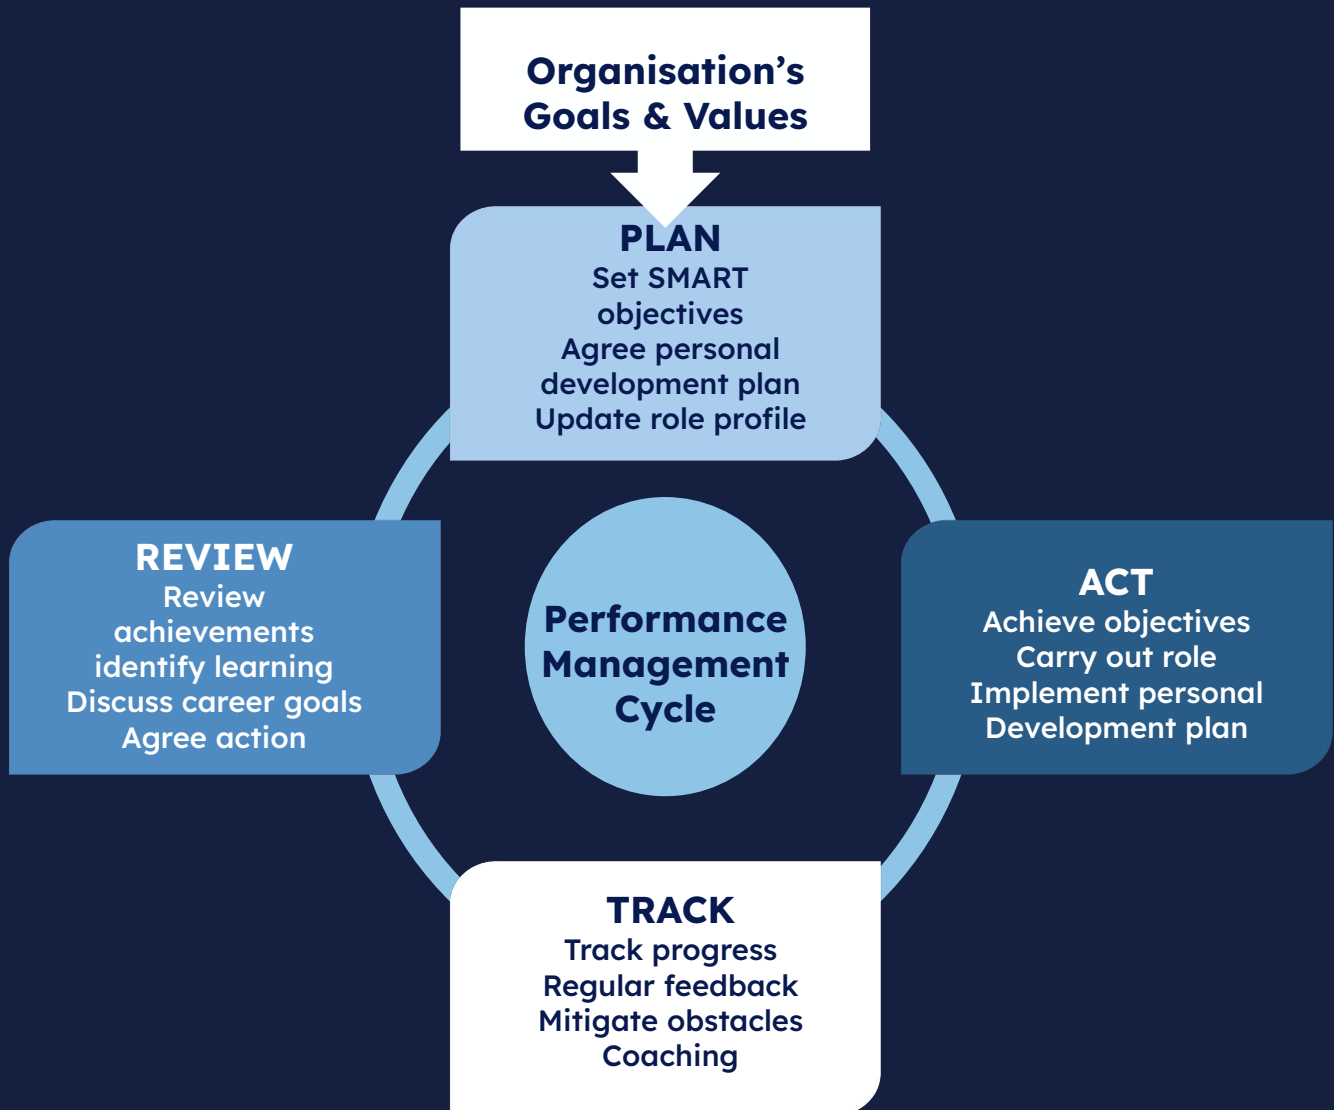 Organisation’s
Goals & Values
PLAN
Set SMART
objectives
Agree personal
development plan
Update role profile
REVIEW
Review
achievements
identify learning
Discuss career goals
Agree action
Performance
Management
Cycle
ACT
Achieve objectives
Carry out role
Implement personal
Development plan
TRACK
Track progress
Regular feedback
Mitigate obstacles
Coaching